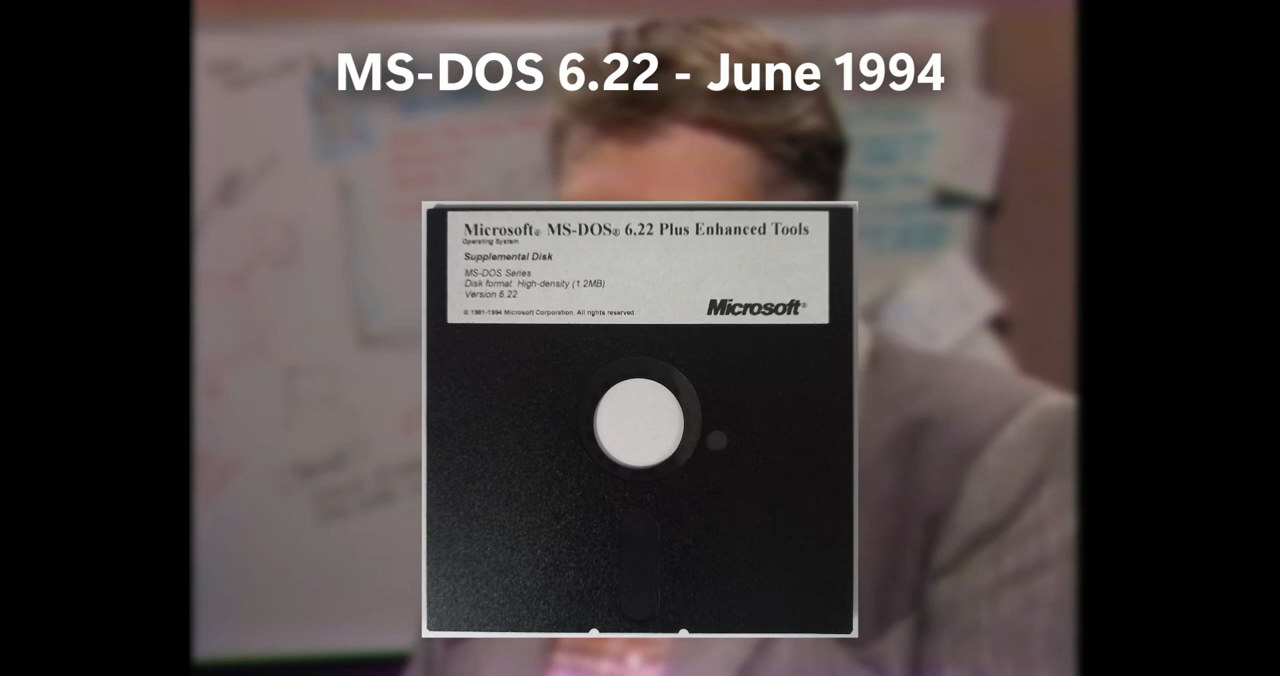 MS-DOS 6.22 - June 1994
Microsoft® MS-DOS® 6.22 Plus Enhanced Tools
Operating System
Supplemental Disk
MS-DOS Series
Disk format: High-density (1.2MB)
Version 6.22
Microsoft®
© 1981-1994 Microsoft Corporation. All rights reserved.